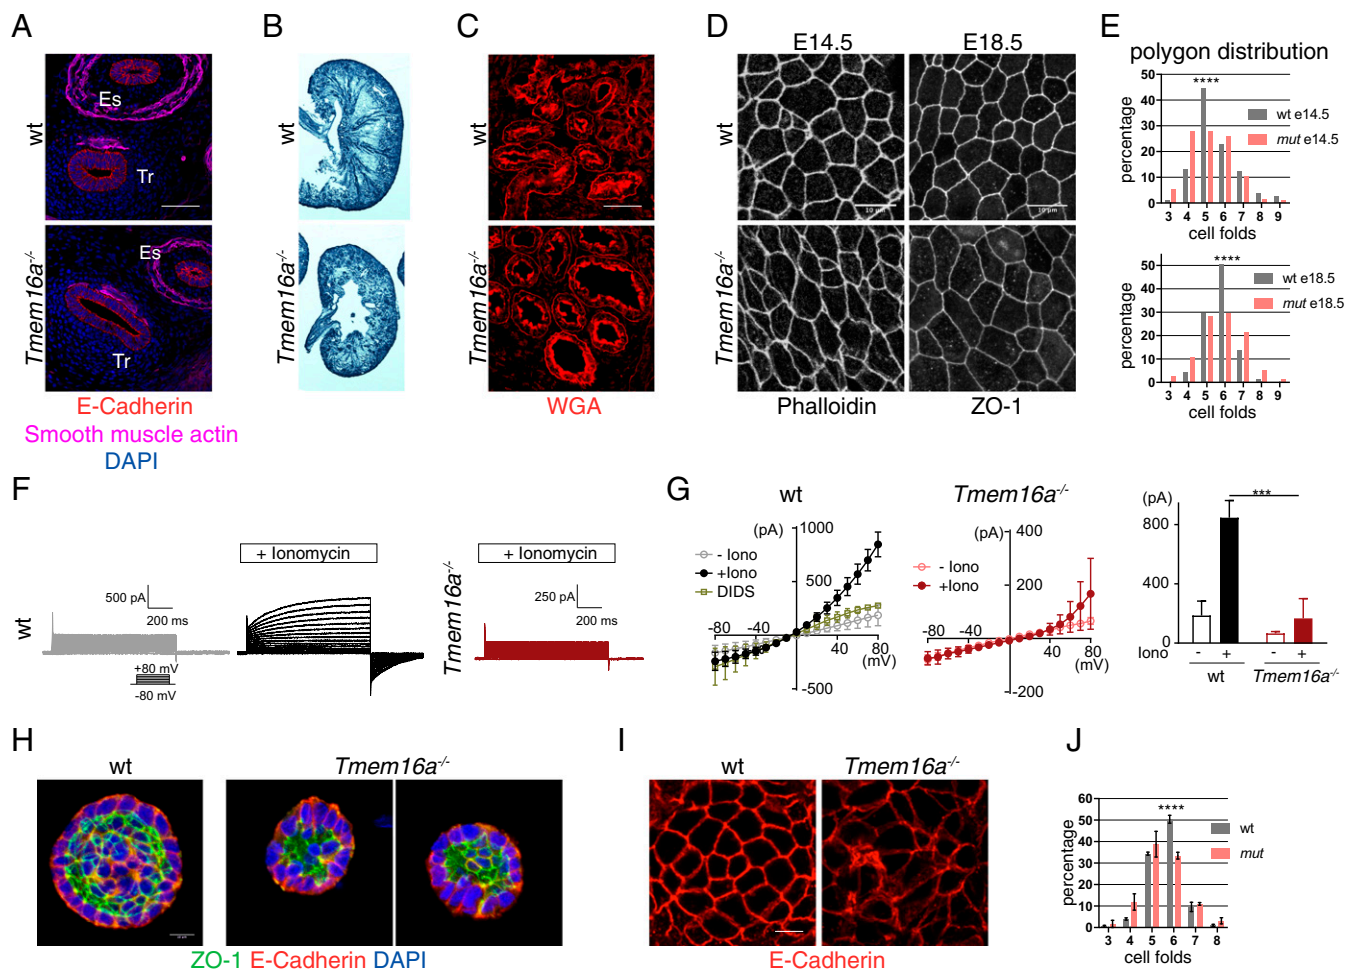 A
B
C
D
E
E14.5
E18.5
polygon distribution
wt
Es
Tr
wt
wt
wt
10 µm
10 µm
Tmem16a-/-
Es
Tr
Tmem16a-/-
Tmem16a-/-
Tmem16a-/-
E-Cadherin
Smooth muscle actin
DAPI
WGA
Phalloidin
ZO-1
50
40
30
20
10
0
percentage
****
wt e14.5
mut e14.5
3 4 5 6 7 8 9
cell folds
50
40
30
20
10
0
percentage
****
wt e18.5
mut e18.5
3 4 5 6 7 8 9
cell folds
F
wt
500 pA
200 ms
+80 mV
-80 mV
+ Ionomycin
Tmem16a-/-
+ Ionomycin
250 pA
200 ms
G
wt
(pA)
1000
500
-500
- Iono
+Iono
DIDS
-80 -40
40 80
(mV)
Tmem16a-/-
(pA)
400
200
-200
- Iono
+Iono
-80 -40
40 80
(mV)
(pA)
800
400
0
***
Iono - + - +
wt Tmem16a-/-
H
wt
Tmem16a-/-
ZO-1 E-Cadherin DAPI
I
wt
Tmem16a-/-
E-Cadherin
J
60
50
40
30
20
10
0
percentage
****
wt
mut
3 4 5 6 7 8
cell folds